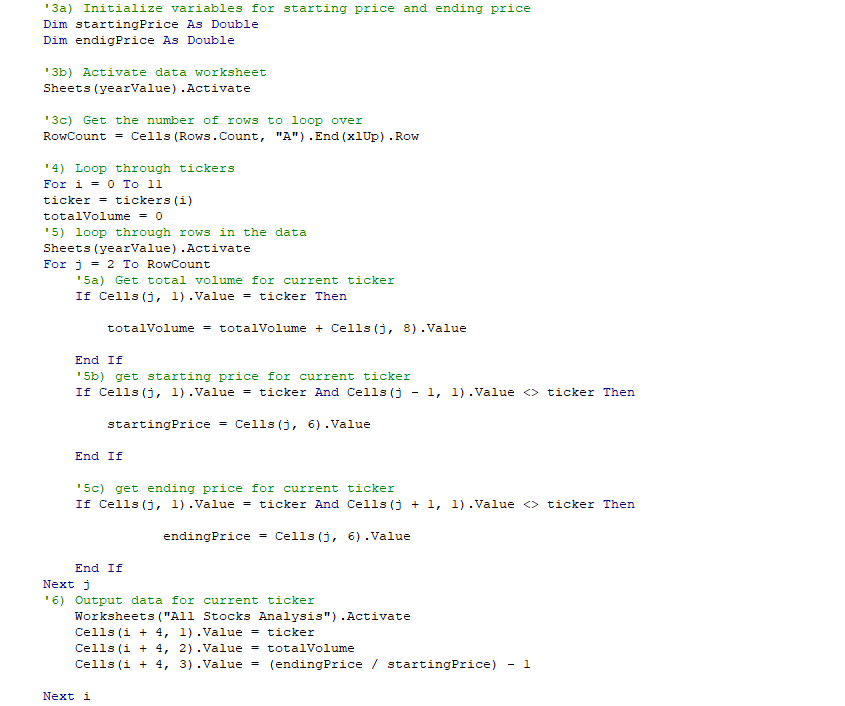 '3a) Initialize variables for starting price and ending price
Dim startingPrice As Double
Dim endigPrice As Double
'3b) Activate data worksheet
Sheets(yearValue).Activate
'3c) Get the number of rows to loop over
RowCount = Cells(Rows.Count, "A").End(xlUp).Row
'4) Loop through tickers
For i = 0 To 11
ticker = tickers(i)
totalVolume = 0
'5) loop through rows in the data
Sheets(yearValue).Activate
For j = 2 To RowCount
'5a) Get total volume for current ticker
If Cells(j, 1).Value = ticker Then
totalVolume = totalVolume + Cells(j, 8).Value
End If
'5b) get starting price for current ticker
If Cells(j, 1).Value = ticker And Cells(j - 1, 1).Value <> ticker Then
startingPrice = Cells(j, 6).Value
End If
'5c) get ending price for current ticker
If Cells(j, 1).Value = ticker And Cells(j + 1, 1).Value <> ticker Then
endingPrice = Cells(j, 6).Value
End If
Next j
'6) Output data for current ticker
Worksheets("All Stocks Analysis").Activate
Cells(i + 4, 1).Value = ticker
Cells(i + 4, 2).Value = totalVolume
Cells(i + 4, 3).Value = (endingPrice / startingPrice) - 1
Next i